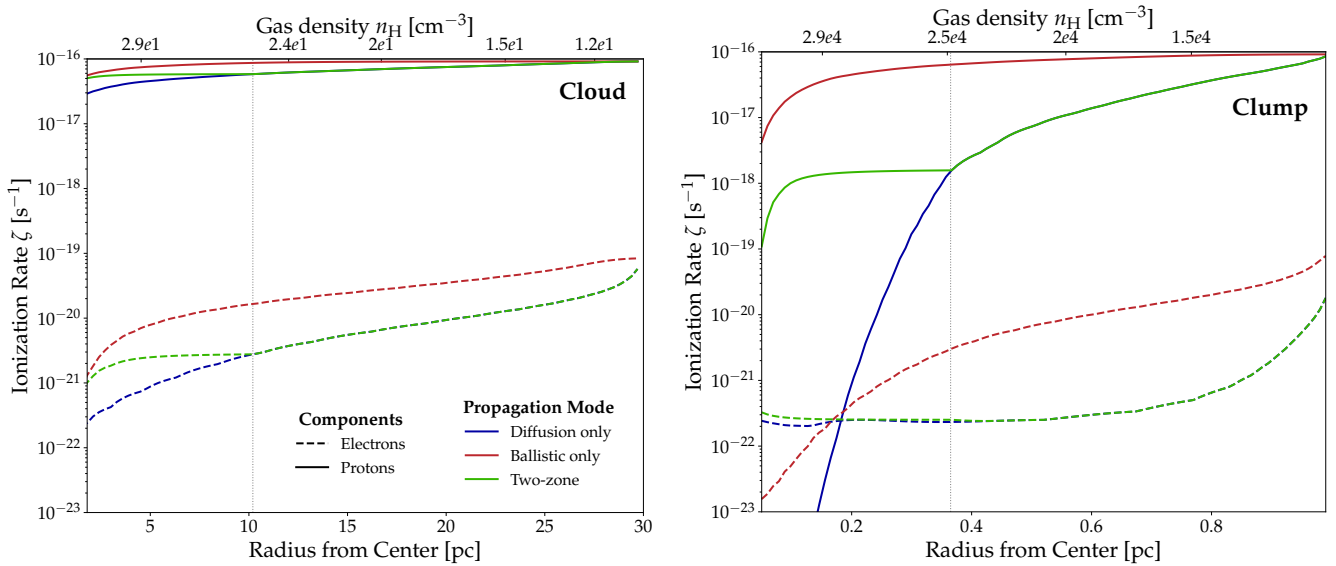 Gas density n_H [cm^{-3}]
2.9e1 2.4e1 2e1 1.5e1 1.2e1
10^{-16}
10^{-17}
10^{-18}
10^{-19}
10^{-20}
10^{-21}
10^{-22}
10^{-23}
Ionization Rate ζ [s^{-1}]
Cloud
Components
Electrons
Protons
Propagation Mode
Diffusion only
Ballistic only
Two-zone
5 10 15 20 25 30
Radius from Center [pc]
Gas density n_H [cm^{-3}]
2.9e4 2.5e4 2e4 1.5e4
10^{-16}
10^{-17}
10^{-18}
10^{-19}
10^{-20}
10^{-21}
10^{-22}
10^{-23}
Ionization Rate ζ [s^{-1}]
Clump
0.2 0.4 0.6 0.8
Radius from Center [pc]